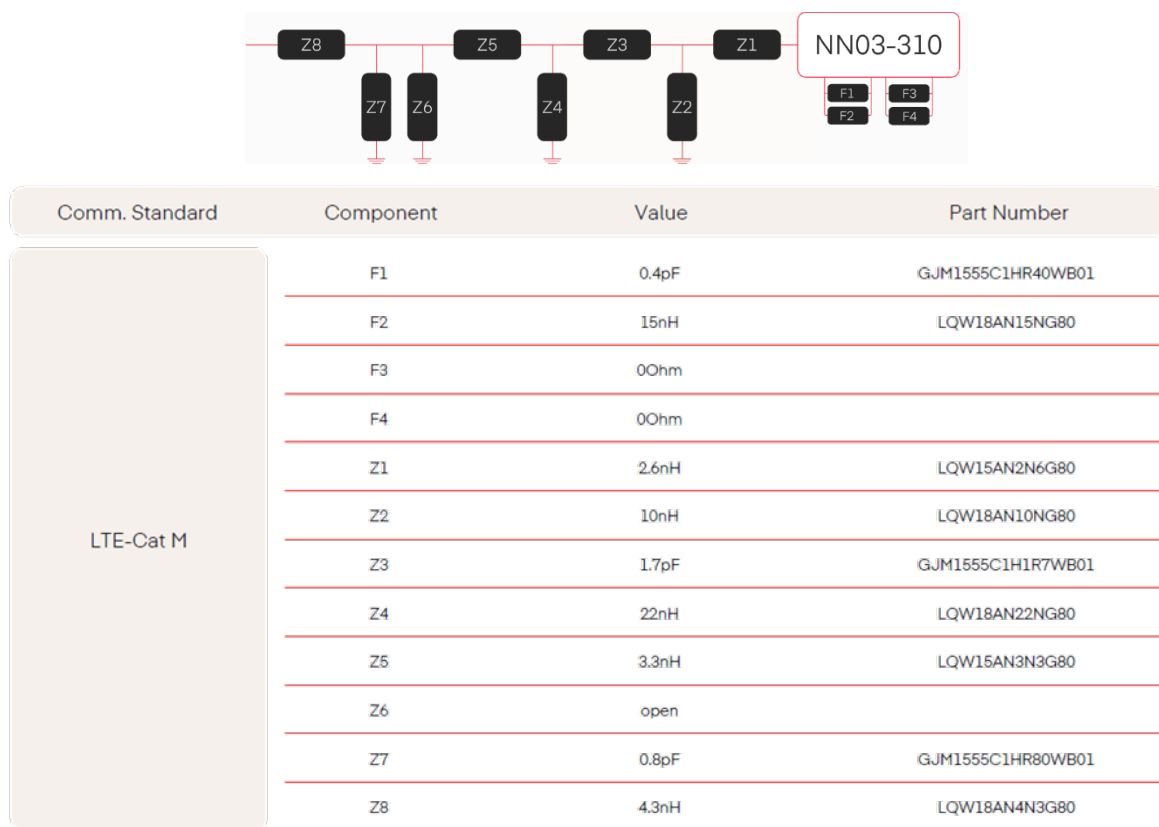 Z8 Z5 Z3 Z1 NN03-310
Z7 Z6 Z4 Z2 F1 F3
F2 F4
Comm. Standard Component Value Part Number
F1 0.4pF GJM1555C1HR40WB01
F2 15nH LQW18AN15NG80
F3 0Ohm
F4 0Ohm
Z1 2.6nH LQW15AN2N6G80
Z2 10nH LQW18AN10NG80
LTE-Cat M
Z3 1.7pF GJM1555C1H1R7WB01
Z4 22nH LQW18AN22NG80
Z5 3.3nH LQW15AN3N3G80
Z6 open
Z7 0.8pF GJM1555C1HR80WB01
Z8 4.3nH LQW18AN4N3G80